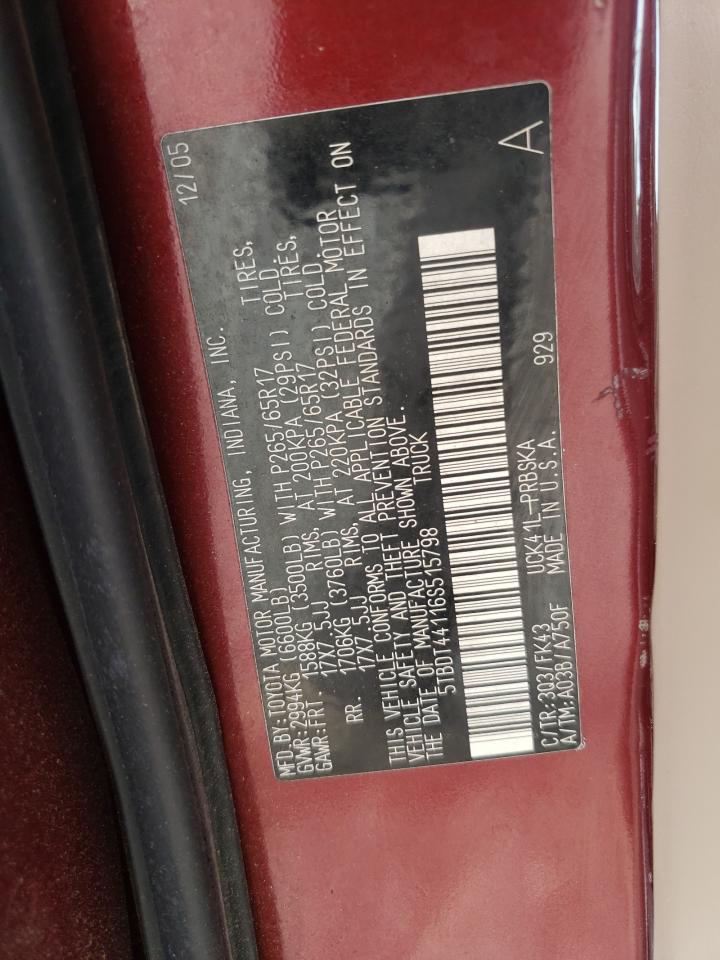 12/05
MFD.BY:TOYOTA MOTOR MANUFACTURING, INDIANA, INC.
GVWR:2994KG 6600LB)
GAWR:FRT 1588KG (3500LB) WITH P265/65R17 TIRES,
17X7.5JJ RIMS, AT 200KPA (29PSI) COLD
RR. 1706KG (3760LB) WITH P265/65R17 TIRES,
17X7.5JJ RIMS, AT 220KPA (32PSI) COLD.
THIS VEHICLE CONFORMS TO ALL APPLICABLE FEDERAL MOTOR
VEHICLE SAFETY AND THEFT PREVENTION STANDARDS IN EFFECT ON
THE DATE OF MANUFACTURE SHOWN ABOVE.
5TBDT44116S515798 TRUCK
C/TR:3Q3 /FK43 UCK41L-PRBSKA
A/TM:A03B/A750F MADE IN U.S.A. 929
A